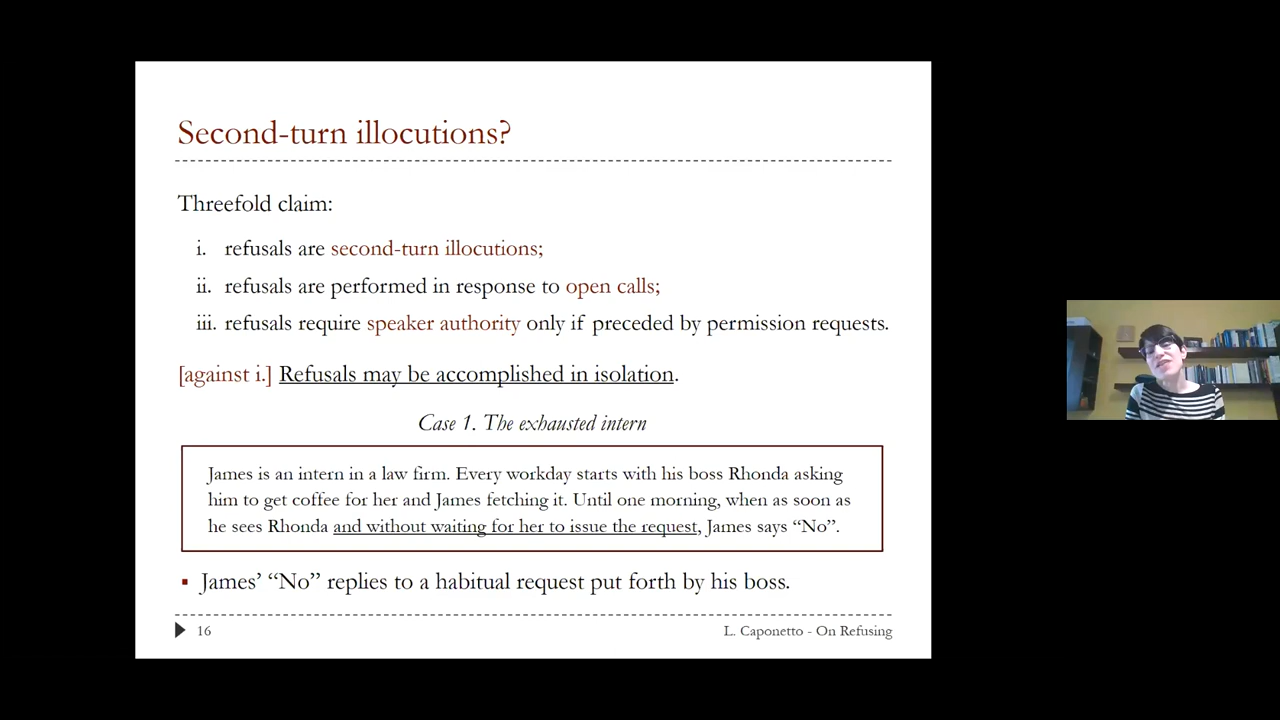 Second-turn illocutions?
Threefold claim:
i. refusals are second-turn illocutions;
ii. refusals are performed in response to open calls;
iii. refusals require speaker authority only if preceded by permission requests.
[against i.] Refusals may be accomplished in isolation.
Case 1. The exhausted intern
James is an intern in a law firm. Every workday starts with his boss Rhonda asking
him to get coffee for her and James fetching it. Until one morning, when as soon as
he sees Rhonda and without waiting for her to issue the request, James says “No”.
▪ James’ “No” replies to a habitual request put forth by his boss.
16
L. Caponetto - On Refusing